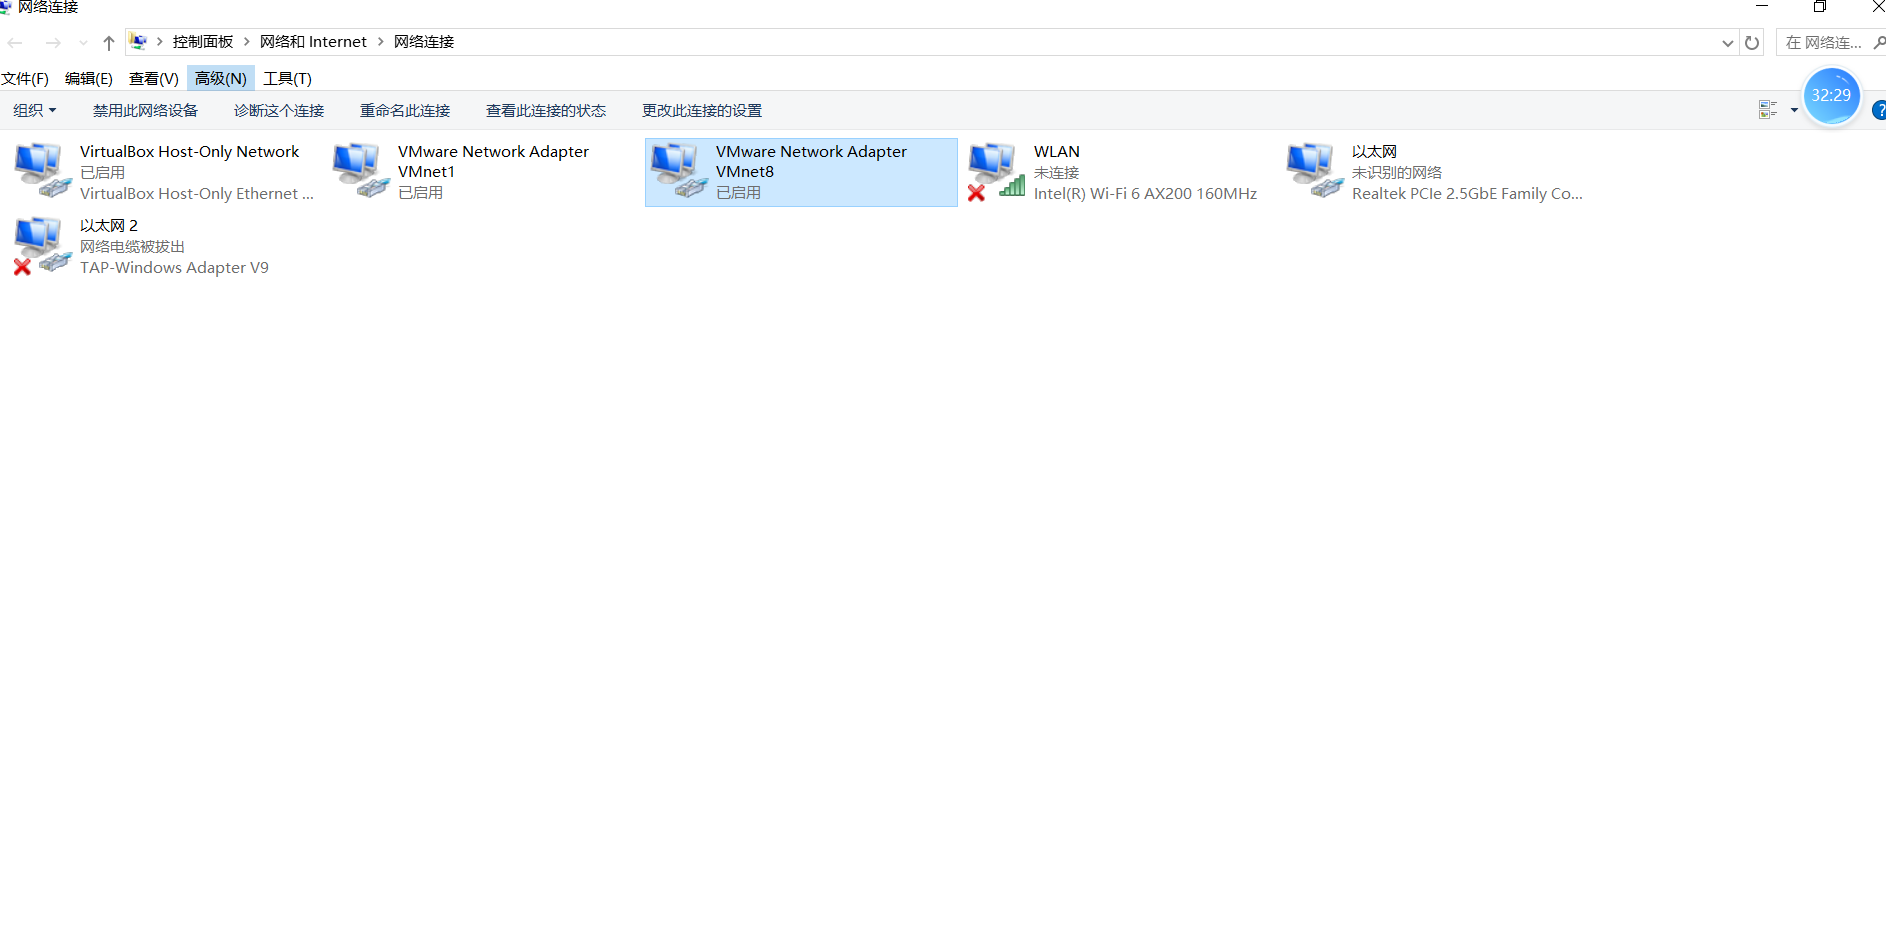 网络连接
控制面板 网络和 Internet 网络连接
在 网络连...
文件(F) 编辑(E) 查看(V) 高级(N) 工具(T)
32:29
组织 禁用此网络设备 诊断这个连接 重命名此连接 查看此连接的状态 更改此连接的设置
?
VirtualBox Host-Only Network
已启用
VirtualBox Host-Only Ethernet ...
VMware Network Adapter
VMnet1
已启用
VMware Network Adapter
VMnet8
已启用
WLAN
未连接
Intel(R) Wi-Fi 6 AX200 160MHz
以太网
未识别的网络
Realtek PCIe 2.5GbE Family Co...
以太网 2
网络电缆被拔出
TAP-Windows Adapter V9